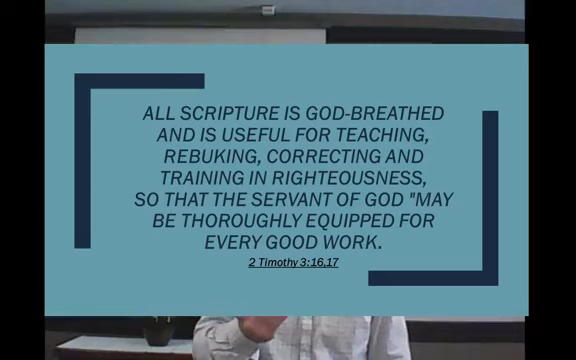 ALL SCRIPTURE IS GOD-BREATHED
AND IS USEFUL FOR TEACHING,
REBUKING, CORRECTING AND
TRAINING IN RIGHTEOUSNESS,
SO THAT THE SERVANT OF GOD "MAY
BE THOROUGHLY EQUIPPED FOR
EVERY GOOD WORK.
2 Timothy 3:16,17